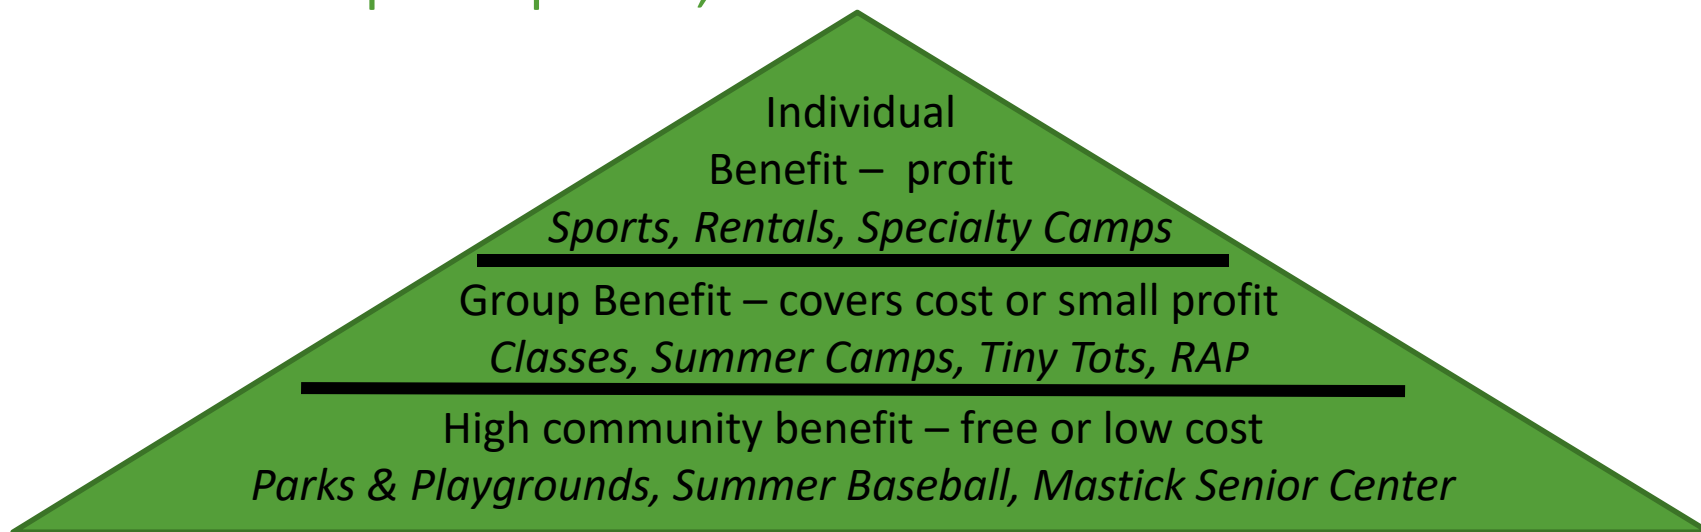 Individual
Benefit – profit
Sports, Rentals, Specialty Camps
Group Benefit – covers cost or small profit
Classes, Summer Camps, Tiny Tots, RAP
High community benefit – free or low cost
Parks & Playgrounds, Summer Baseball, Mastick Senior Center